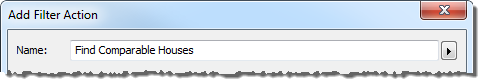 Add Filter Action
Name: Find Comparable Houses